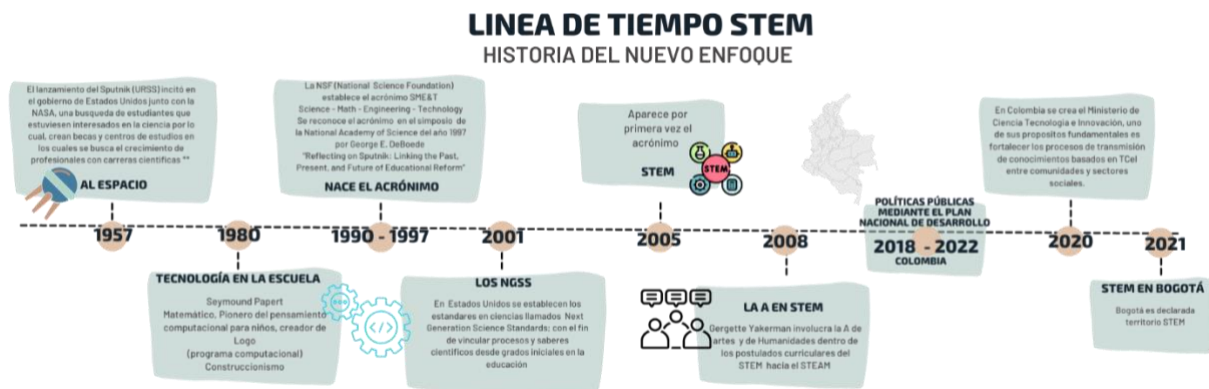 LINEA DE TIEMPO STEM
HISTORIA DEL NUEVO ENFOQUE
El lanzamiento del Sputnik (URSS) incitó en
el gobierno de Estados Unidos junto con la
NASA, una busqueda de estudiantes que
estuviesen interesados en la ciencia por lo
cual, crean becas y centros de estudios en
los cuales se busca el crecimiento de
profesionales con carreras científicas **
AL ESPACIO
1957
1980
TECNOLOGÍA EN LA ESCUELA
Seymound Papert
Matemático, Pionero del pensamiento
computacional para niños, creador de
Logo
(programa computacional)
Construccionismo
La NSF (National Science Foundation)
establece el acrónimo SME&T
Science - Math - Engineering - Technology
Se reconoce el acrónimo en el simposio de
la National Academy of Science del año 1997
por George E. DeBoede
"Reflecting on Sputnik: Linking the Past,
Present, and Future of Educational Reform"
NACE EL ACRÓNIMO
1990 - 1997
2001
LOS NGSS
En Estados Unidos se establecen los
estandares en ciencias llamados Next
Generation Science Standards; con el fin
de vincular procesos y saberes
científicos desde grados iniciales en la
educación
Aparece por
primera vez el
acrónimo
STEM
STEM
2005
2008
LA A EN STEM
Gergette Yakerman involucra la A de
artes y de Humanidades dentro de
los postulados curriculares del
STEM hacia el STEAM
POLÍTICAS PÚBLICAS
MEDIANTE EL PLAN
NACIONAL DE DESARROLLO
2018 - 2022
COLOMBIA
En Colombia se crea el Ministerio de
Ciencia Tecnologia e Innovación, uno
de sus propositos fundamentales es
fortalecer los procesos de transmisión
de conocimientos basados en TCeI
entre comunidades y sectores
sociales.
2020
2021
STEM EN BOGOTÁ
Bogotá es declarada
territorio STEM